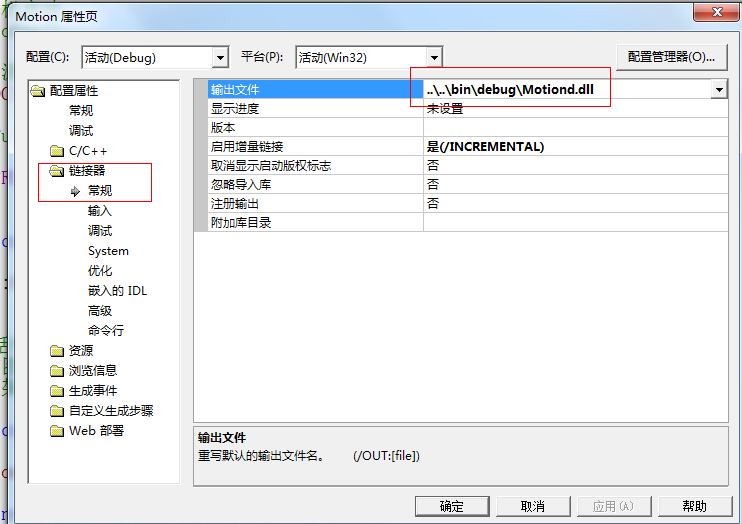 Motion 属性页
配置(C): 活动(Debug) 平台(P): 活动(Win32) 配置管理器(O)...
配置属性
常规
调试
C/C++
链接器
常规
输入
调试
System
优化
嵌入的 IDL
高级
命令行
资源
浏览信息
生成事件
自定义生成步骤
Web 部署
输出文件 ..\..\bin\debug\Motiond.dll
显示进度 未设置
版本
启用增量链接 是(/INCREMENTAL)
取消显示启动版权标志 否
忽略导入库 否
注册输出 否
附加库目录
输出文件
重写默认的输出文件名。 (/OUT:[file])
确定 取消 应用(A) 帮助